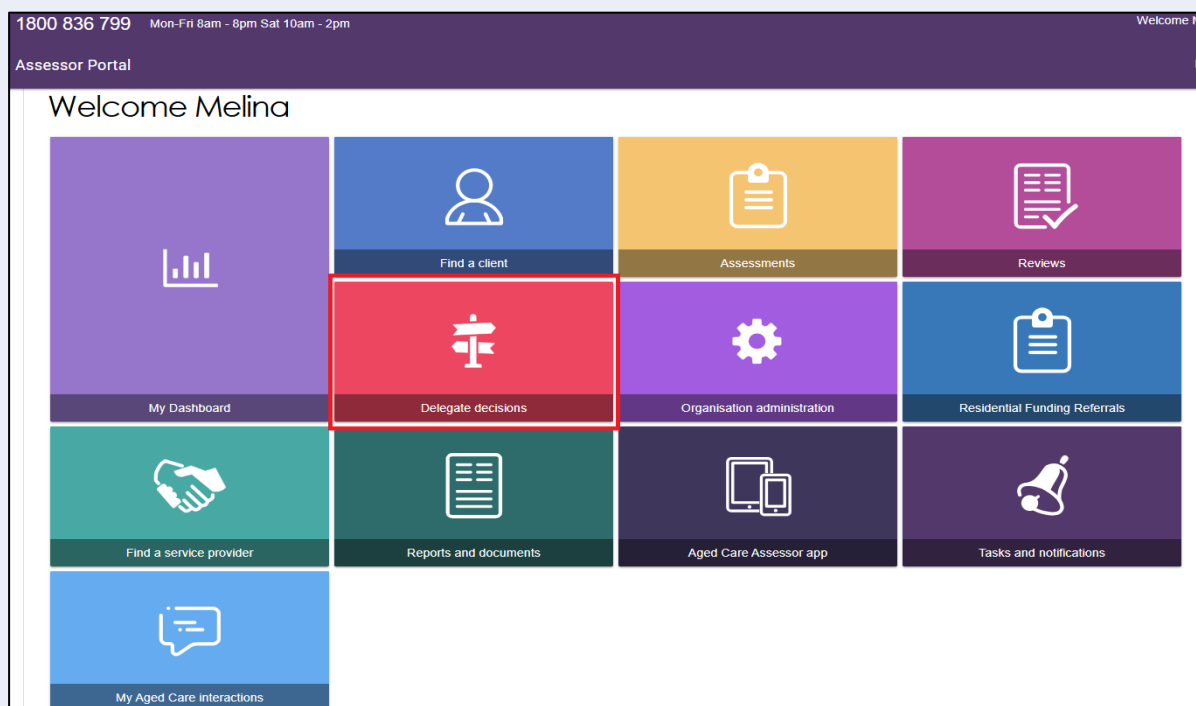 1800 836 799 Mon-Fri 8am - 8pm Sat 10am - 2pm
Welcome
Assessor Portal
Welcome Melina
My Dashboard
Find a client
Assessments
Reviews
Delegate decisions
Organisation administration
Residential Funding Referrals
Find a service provider
Reports and documents
Aged Care Assessor app
Tasks and notifications
My Aged Care interactions